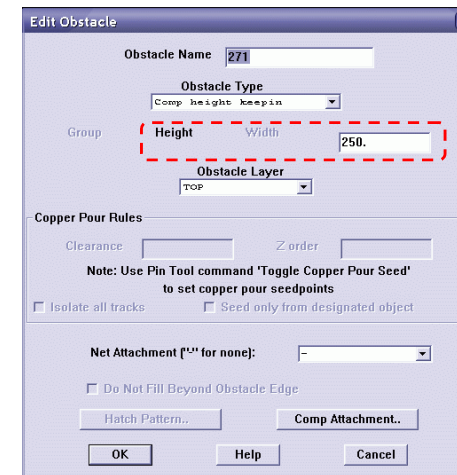 Edit Obstacle
Obstacle Name 271
Obstacle Type
Comp height keepin
Group Height Width 250.
Obstacle Layer
TOP
Copper Pour Rules
Clearance Z order
Note: Use Pin Tool command 'Toggle Copper Pour Seed'
to set copper pour seedpoints
Isolate all tracks Seed only from designated object
Net Attachment ("-" for none): -
Do Not Fill Beyond Obstacle Edge
Hatch Pattern.. Comp Attachment..
OK Help Cancel